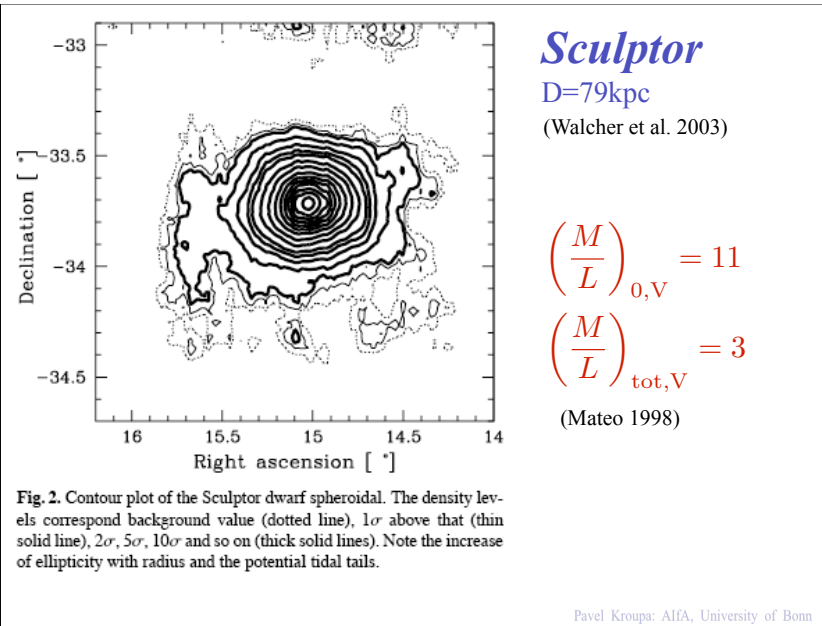 Sculptor
D=79kpc
(Walcher et al. 2003)
−33
−33.5
−34
−34.5
Declination [ °]
16 15.5 15 14.5 14
Right ascension [ °]
(M/L)0,V = 11
(M/L)tot,V = 3
(Mateo 1998)
Fig. 2. Contour plot of the Sculptor dwarf spheroidal. The density lev-
els correspond background value (dotted line), 1σ above that (thin
solid line), 2σ, 5σ, 10σ and so on (thick solid lines). Note the increase
of ellipticity with radius and the potential tidal tails.
Pavel Kroupa: AIfA, University of Bonn